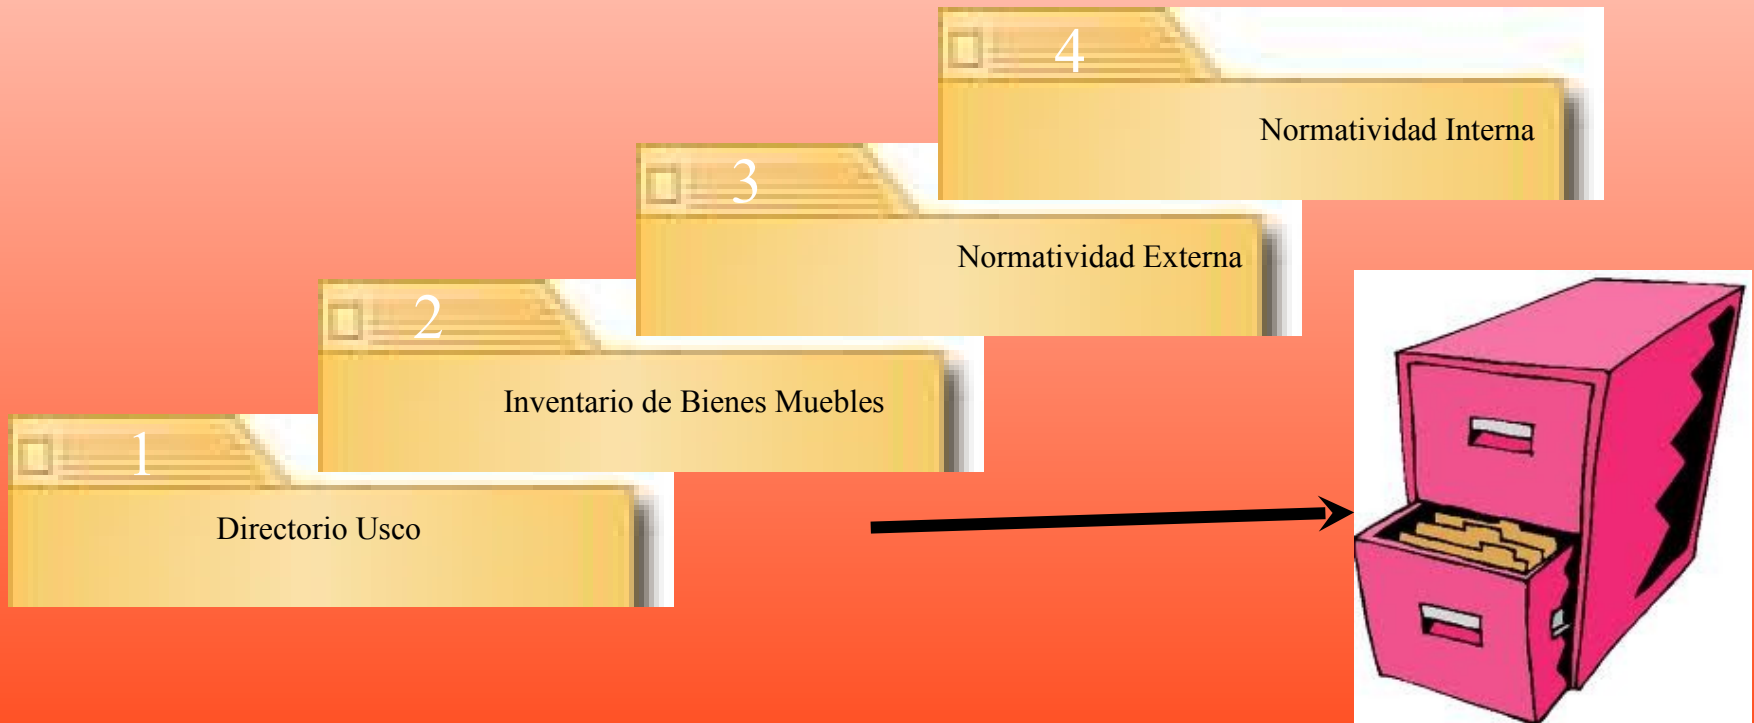 4
Normatividad Interna
3
Normatividad Externa
2
Inventario de Bienes Muebles
1
Directorio Usco